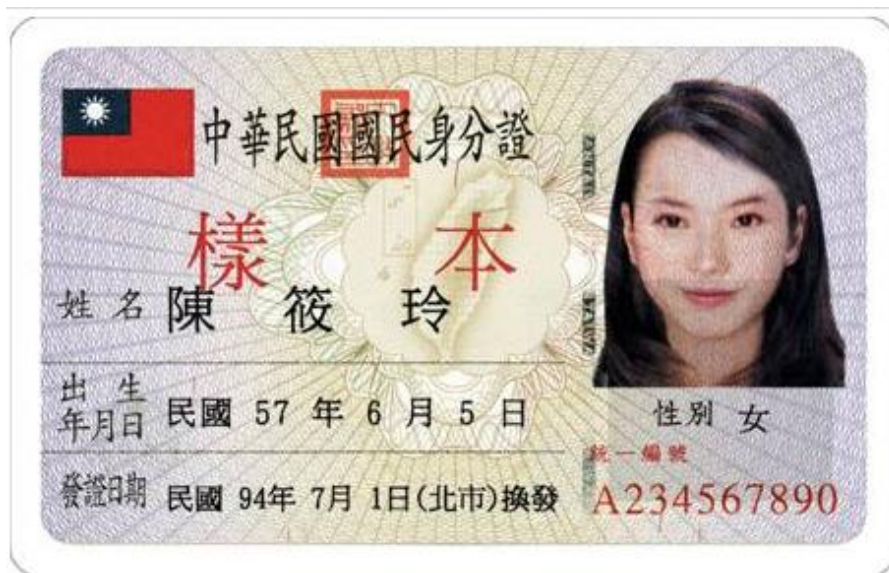 中華民國國民身分證
樣本
姓名 陳筱玲
出生年月日 民國 57 年 6 月 5 日
性別 女
統一編號
發證日期 民國 94年 7月 1日(北市)換發
A234567890